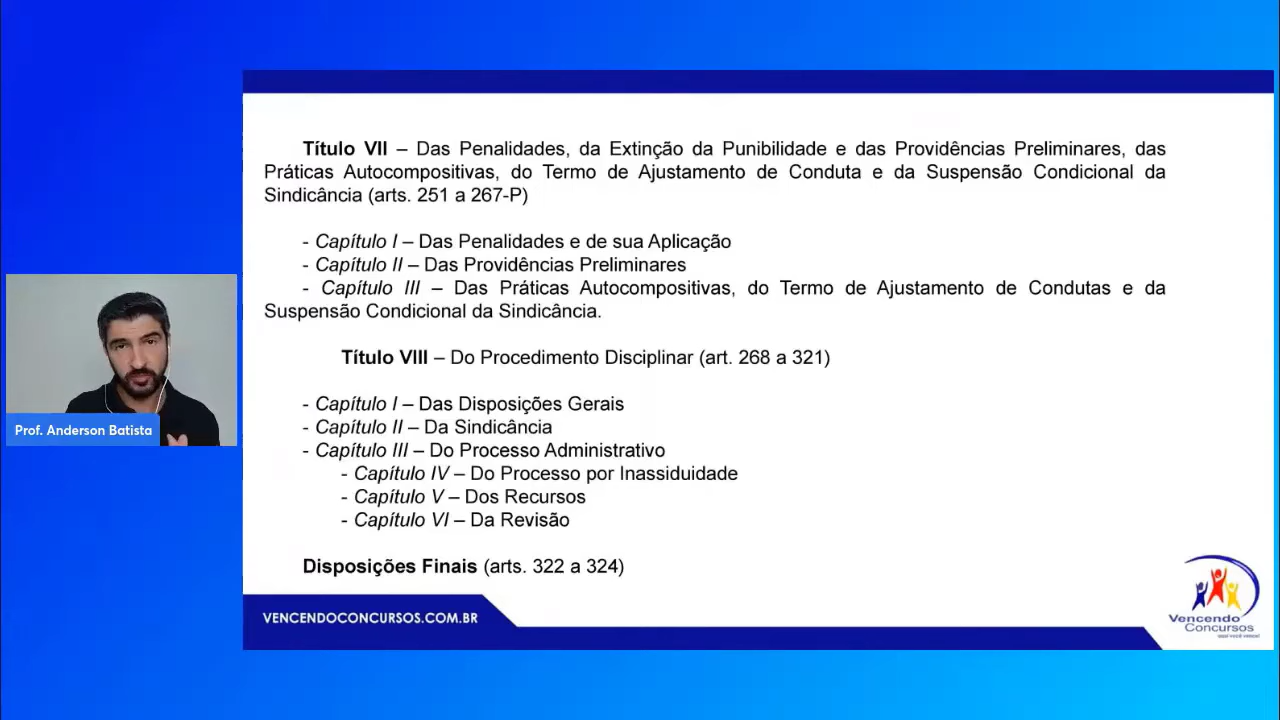 Título VII – Das Penalidades, da Extinção da Punibilidade e das Providências Preliminares, das
Práticas Autocompositivas, do Termo de Ajustamento de Conduta e da Suspensão Condicional da
Sindicância (arts. 251 a 267-P)
- Capítulo I – Das Penalidades e de sua Aplicação
- Capítulo II – Das Providências Preliminares
- Capítulo III – Das Práticas Autocompositivas, do Termo de Ajustamento de Condutas e da
Suspensão Condicional da Sindicância.
Título VIII – Do Procedimento Disciplinar (art. 268 a 321)
- Capítulo I – Das Disposições Gerais
- Capítulo II – Da Sindicância
- Capítulo III – Do Processo Administrativo
- Capítulo IV – Do Processo por Inassiduidade
- Capítulo V – Dos Recursos
- Capítulo VI – Da Revisão
Disposições Finais (arts. 322 a 324)
Prof. Anderson Batista
VENCENDOCONCURSOS.COM.BR
Vencendo
Concursos
aqui você vence!